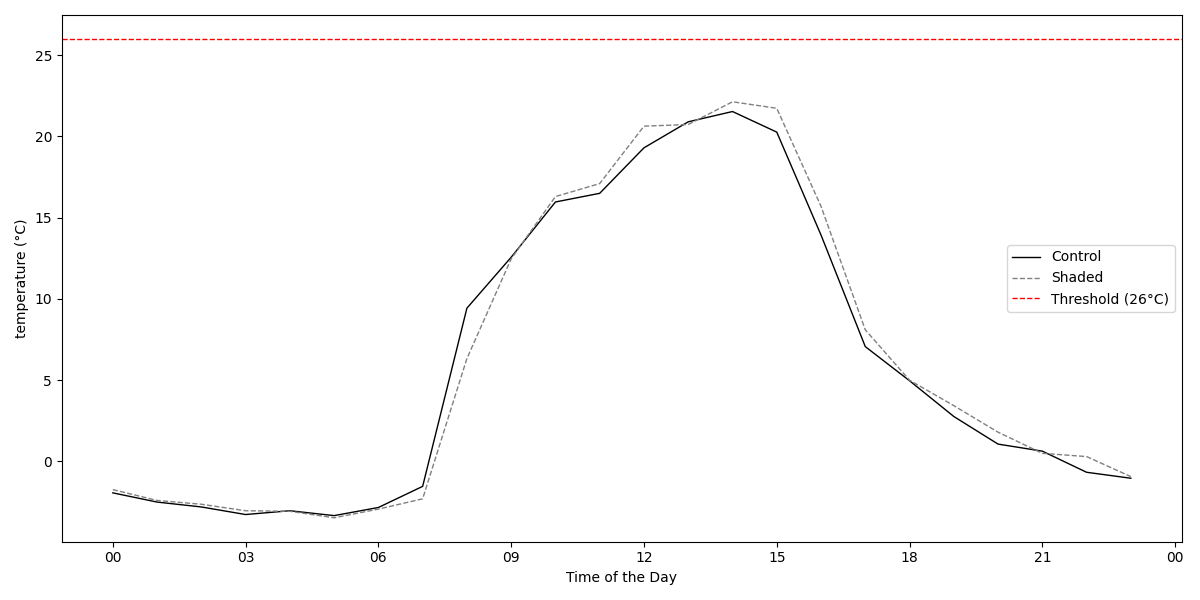 25
20
15
10
5
0
temperature (°C)
Control
Shaded
Threshold (26°C)
00 03 06 09 12 15 18 21 00
Time of the Day